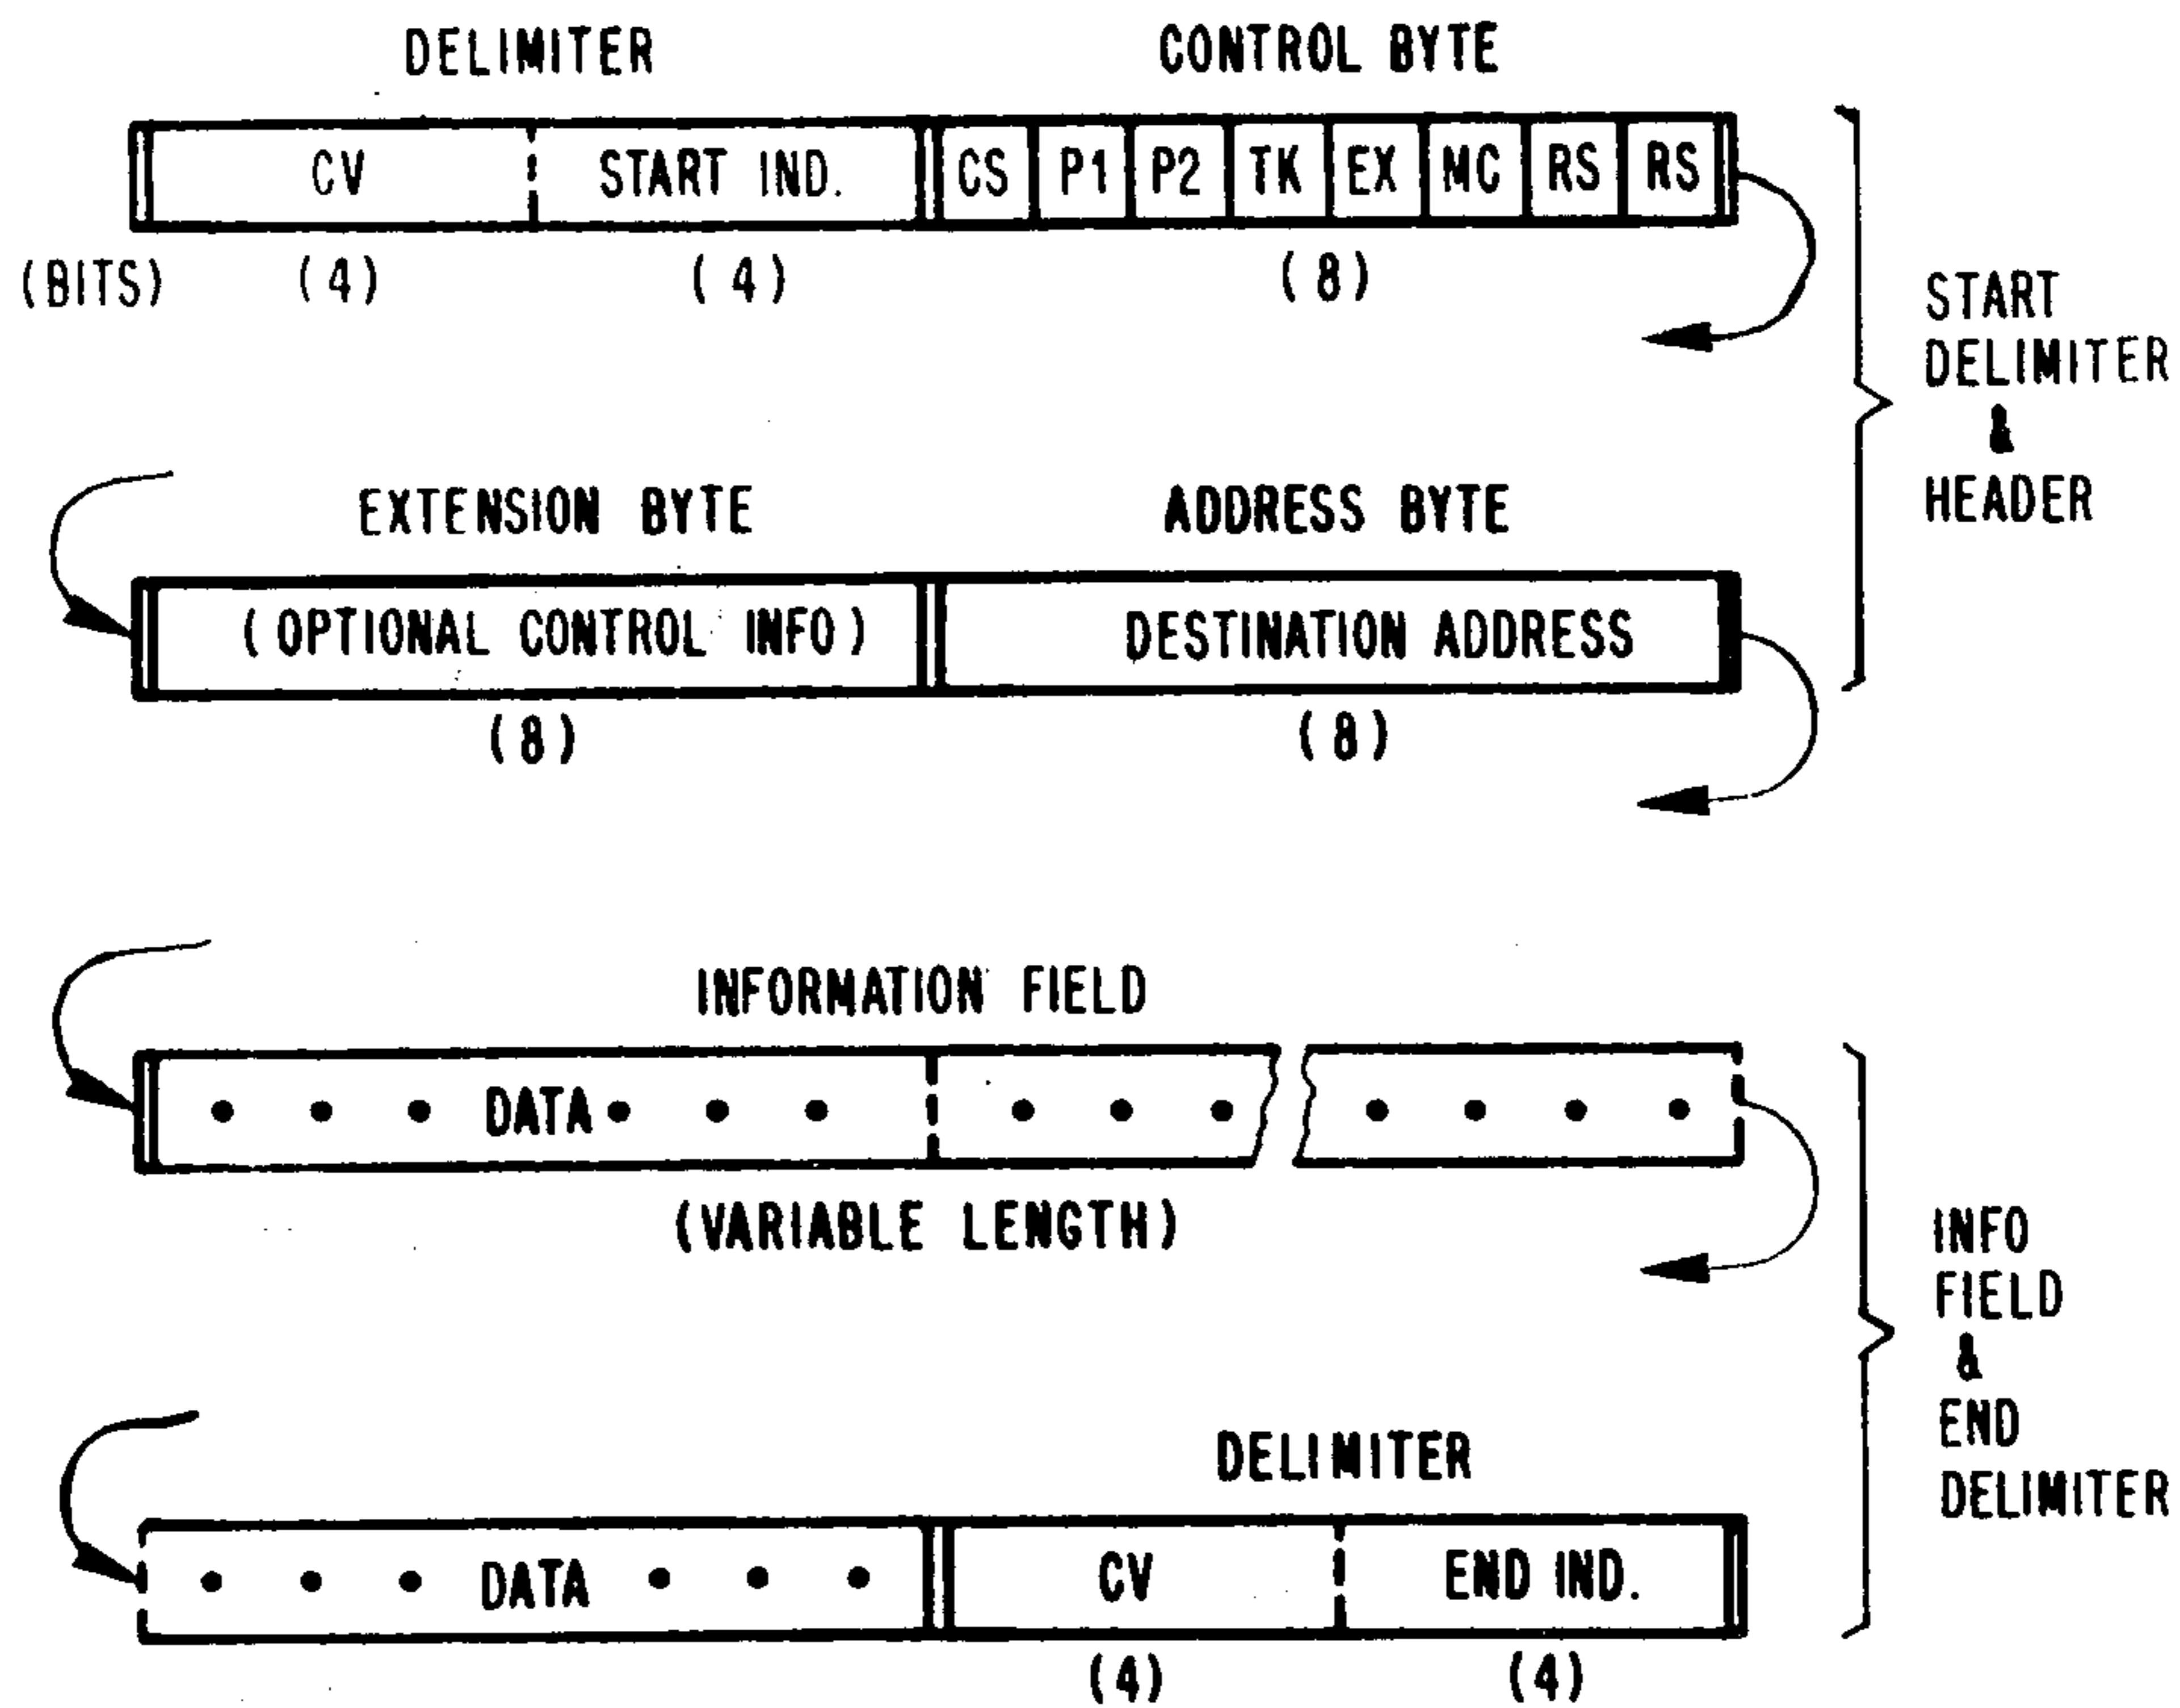 DELIMITER CONTROL BYTE
CV START IND. CS P1 P2 TK EX MC RS RS
(BITS) (4) (4) (8)
START
DELIMITER
&
HEADER
EXTENSION BYTE ADDRESS BYTE
(OPTIONAL CONTROL INFO) DESTINATION ADDRESS
(8) (8)
INFORMATION FIELD
DATA
(VARIABLE LENGTH)
INFO
FIELD
&
END
DELIMITER
DELIMITER
DATA CV END IND.
(4) (4)